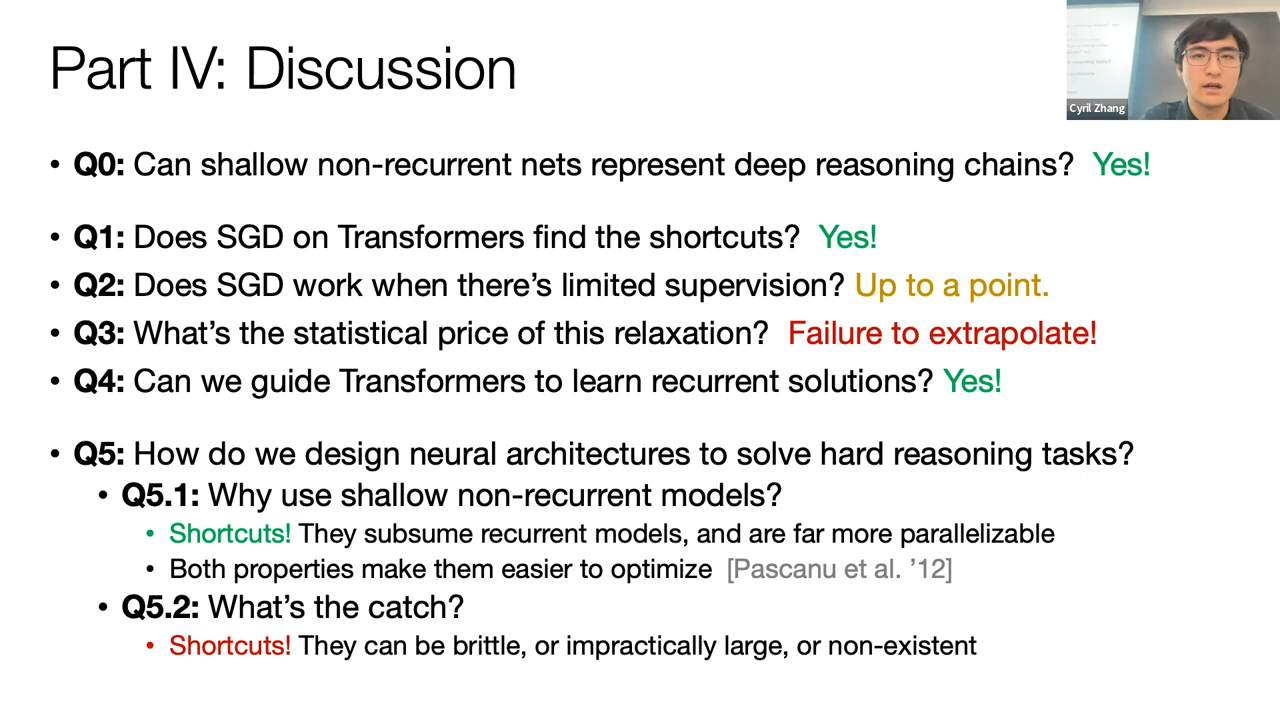 Part IV: Discussion
Cyril Zhang
• Q0: Can shallow non-recurrent nets represent deep reasoning chains? Yes!
• Q1: Does SGD on Transformers find the shortcuts? Yes!
• Q2: Does SGD work when there’s limited supervision? Up to a point.
• Q3: What’s the statistical price of this relaxation? Failure to extrapolate!
• Q4: Can we guide Transformers to learn recurrent solutions? Yes!
• Q5: How do we design neural architectures to solve hard reasoning tasks?
• Q5.1: Why use shallow non-recurrent models?
• Shortcuts! They subsume recurrent models, and are far more parallelizable
• Both properties make them easier to optimize [Pascanu et al. ’12]
• Q5.2: What’s the catch?
• Shortcuts! They can be brittle, or impractically large, or non-existent